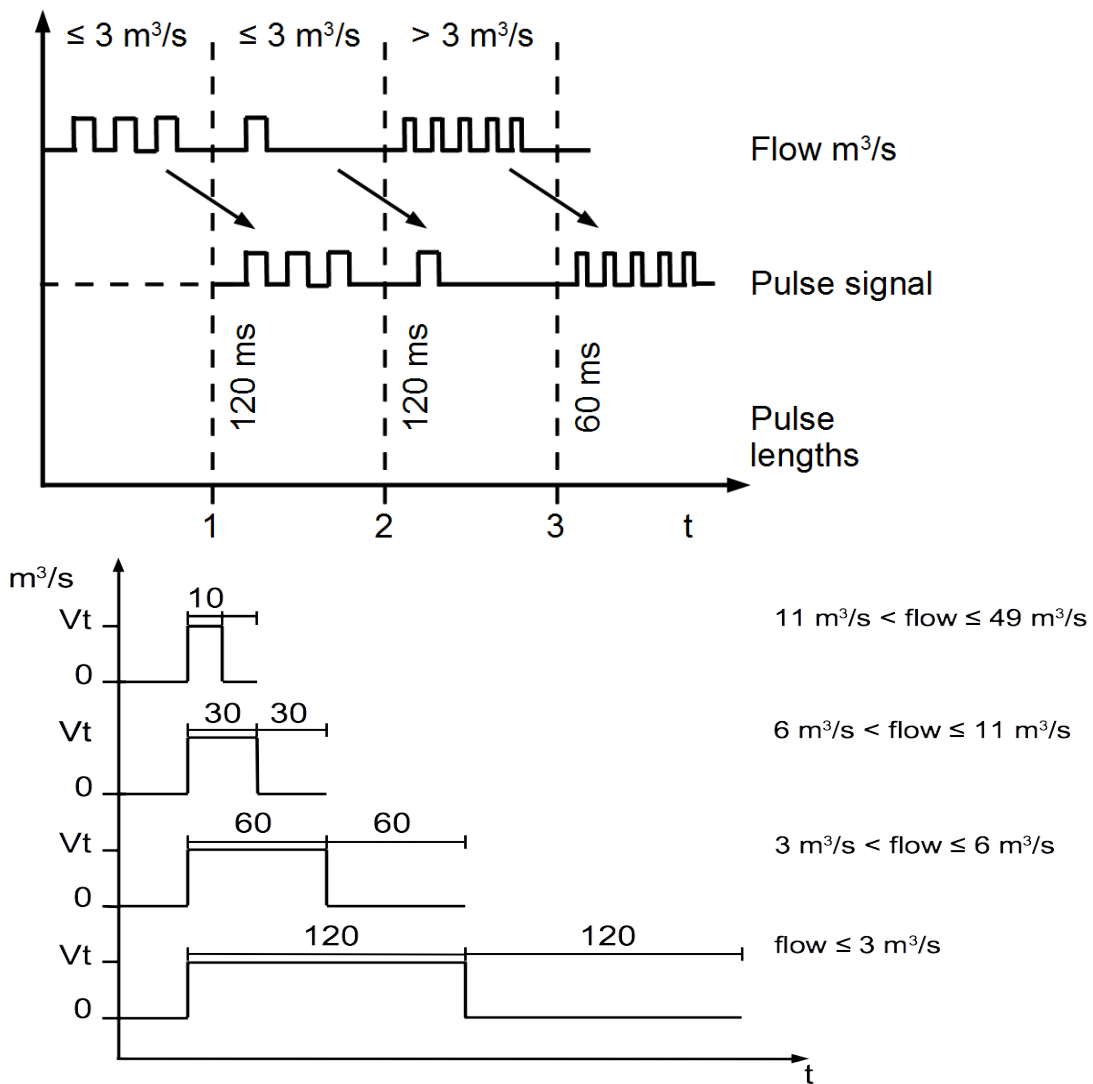 ≤ 3 m³/s ≤ 3 m³/s > 3 m³/s
Flow m³/s
Pulse signal
120 ms 120 ms 60 ms
Pulse
lengths
1 2 3 t
m³/s
10
Vt
11 m³/s < flow ≤ 49 m³/s
0
30 30
Vt
6 m³/s < flow ≤ 11 m³/s
0
60 60
Vt
3 m³/s < flow ≤ 6 m³/s
0
120 120
Vt
flow ≤ 3 m³/s
0
t